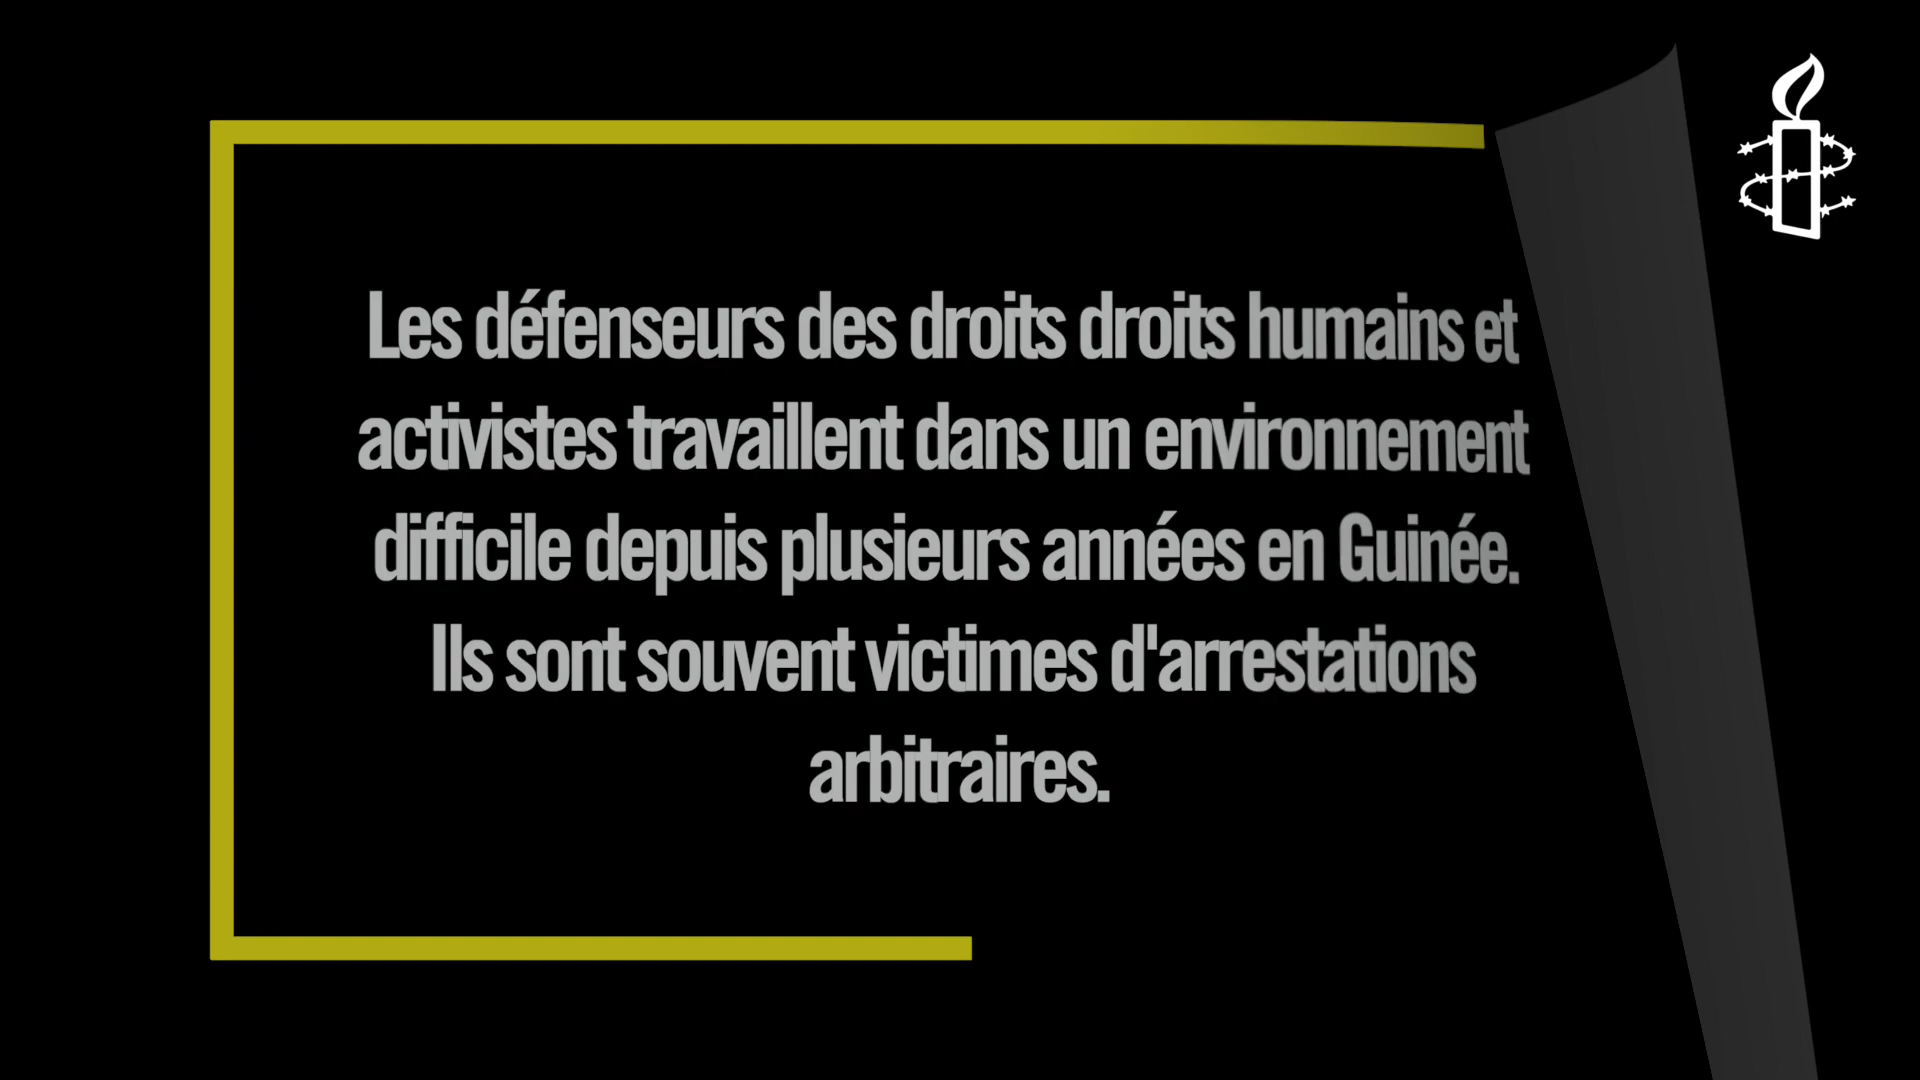 Les défenseurs des droits droits humains et
activistes travaillent dans un environnement
difficile depuis plusieurs années en Guinée.
Ils sont souvent victimes d'arrestations
arbitraires.